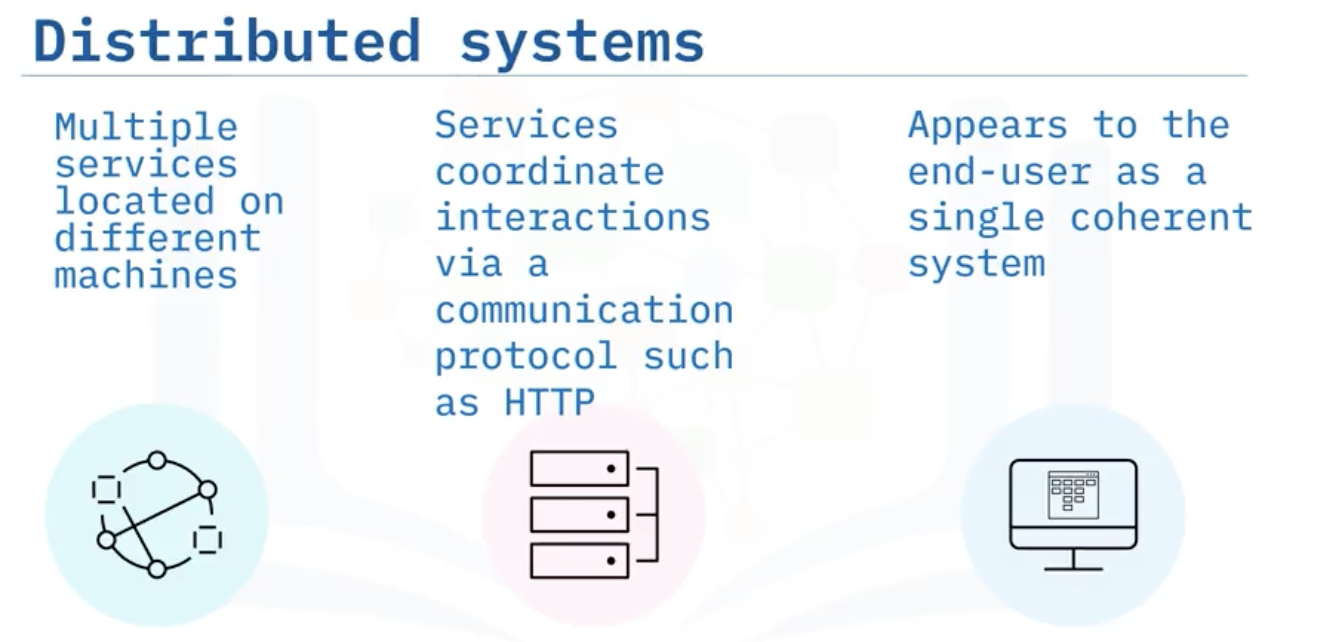 Distributed systems
Multiple
services
located on
different
machines
Services
coordinate
interactions
via a
communication
protocol such
as HTTP
Appears to the
end-user as a
single coherent
system